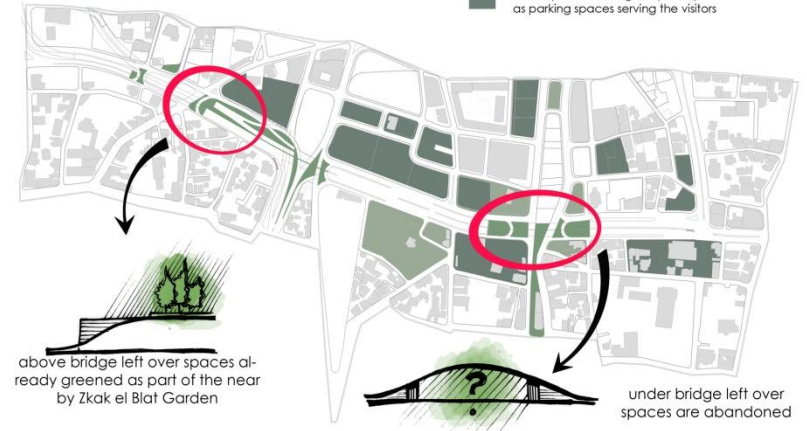 as parking spaces serving the visitors
above bridge left over spaces al-
ready greened as part of the near
by Zkak el Blat Garden
?
under bridge left over
spaces are abandoned